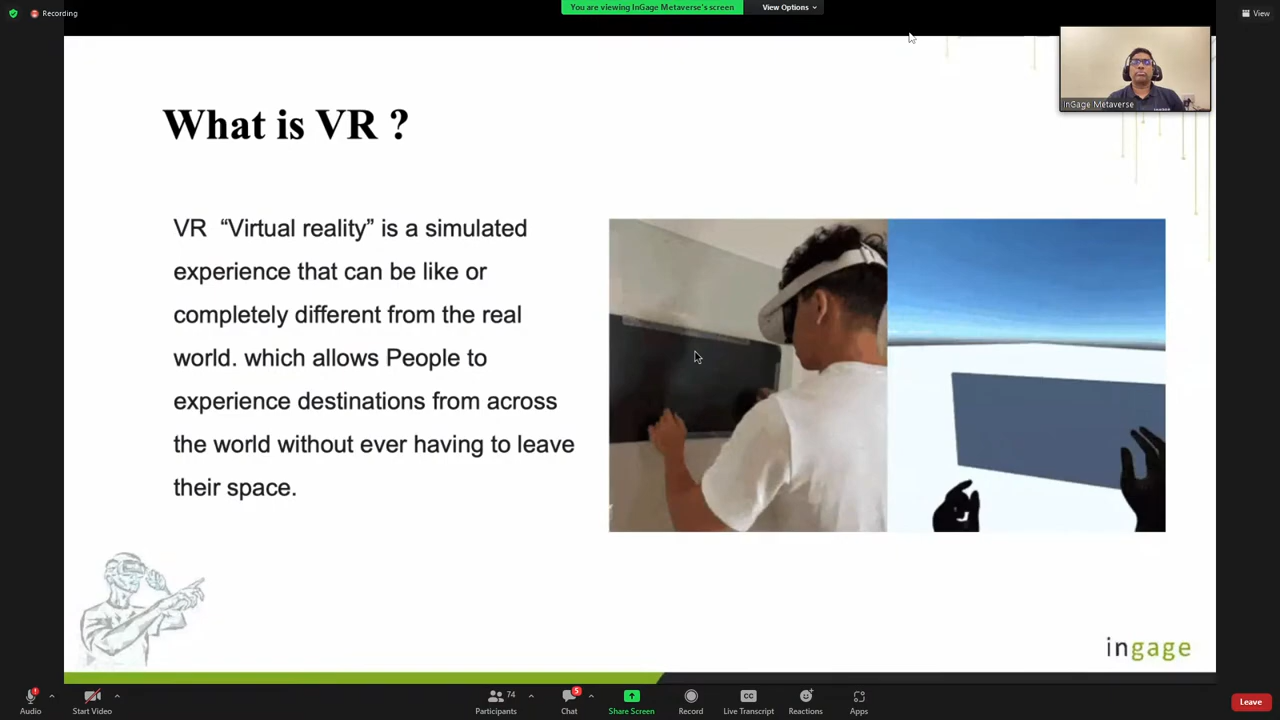 Recording
You are viewing InGage Metaverse's screen
View Options
View
InGage Metaverse
What is VR ?
VR “Virtual reality” is a simulated
experience that can be like or
completely different from the real
world. which allows People to
experience destinations from across
the world without ever having to leave
their space.
ingage
Audio
Start Video
Participants
74
Chat
5
Share Screen
Record
CC
Live Transcript
Reactions
Apps
Leave